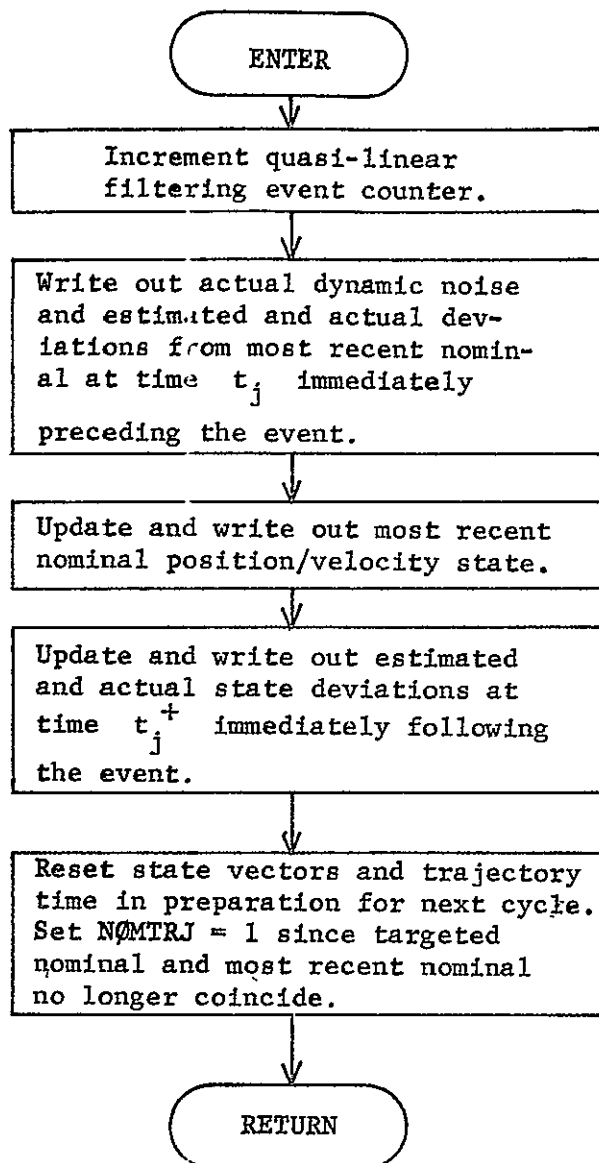 ENTER
Increment quasi-linear
filtering event counter.
Write out actual dynamic noise
and estimated and actual dev-
iations from most recent nomin-
al at time t_j immediately
preceding the event.
Update and write out most recent
nominal position/velocity state.
Update and write out estimated
and actual state deviations at
time t_j^+ immediately following
the event.
Reset state vectors and trajectory
time in preparation for next cycle.
Set NØMTRJ = 1 since targeted
nominal and most recent nominal
no longer coincide.
RETURN